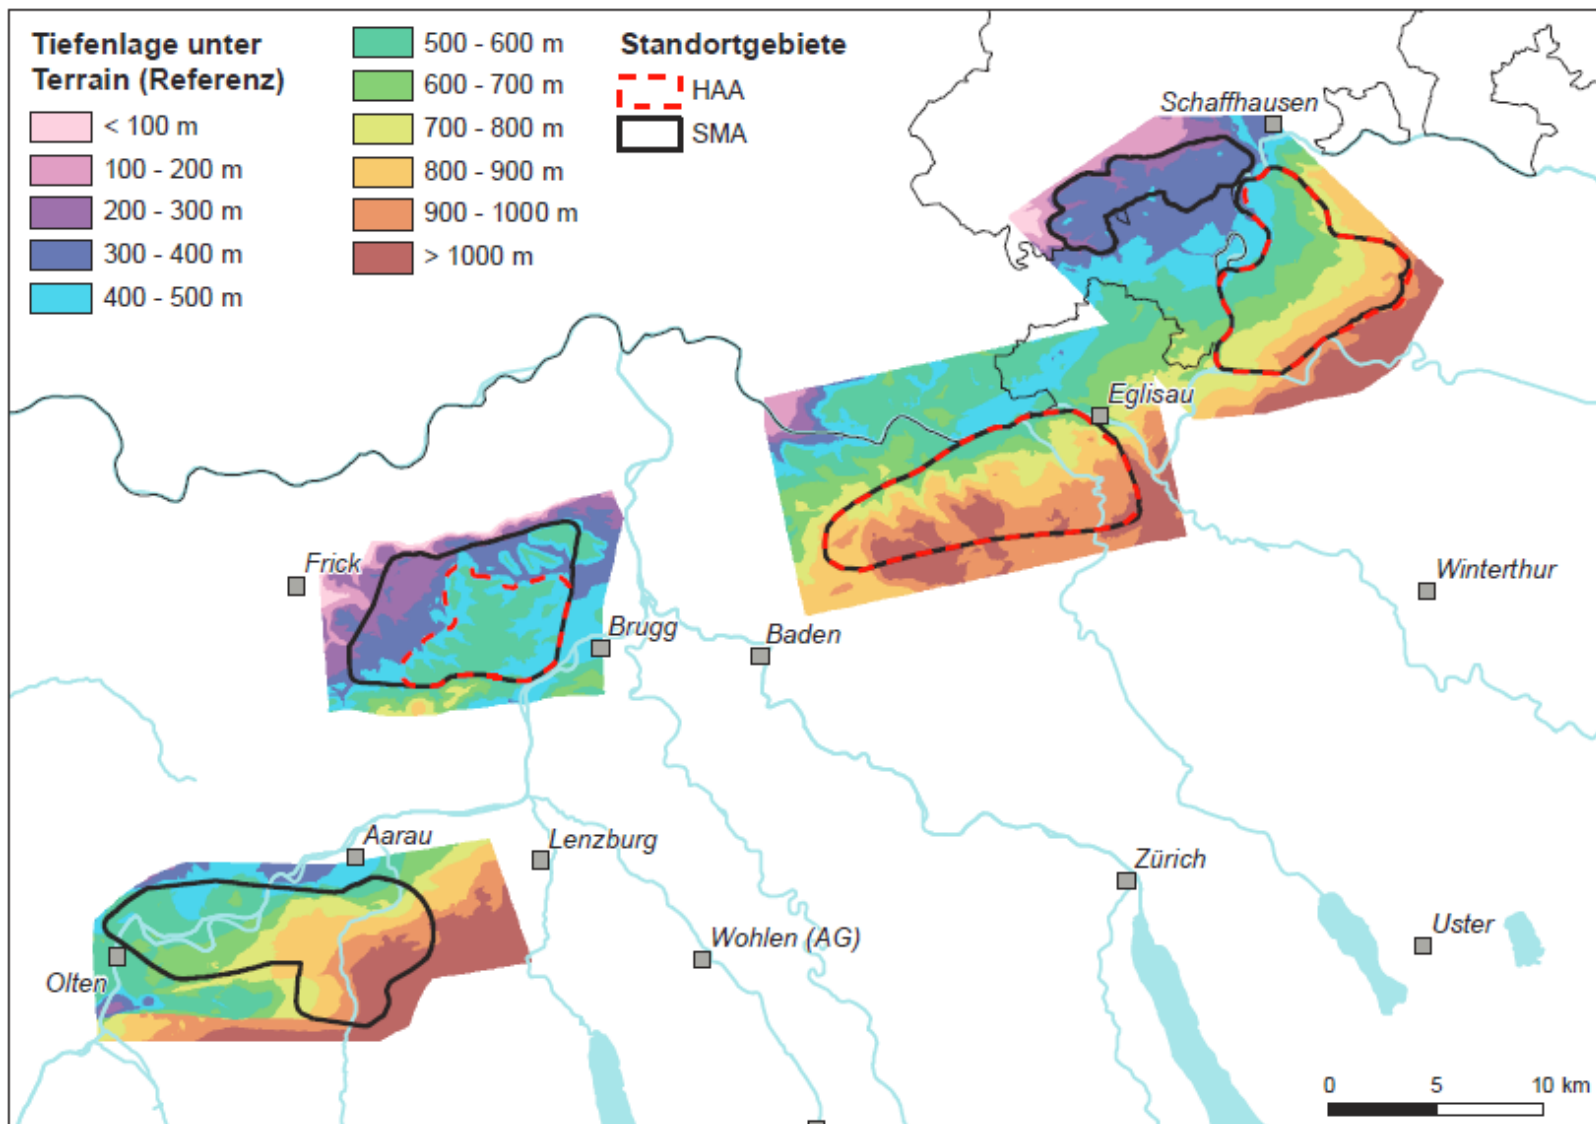 Tiefenlage unter
Terrain (Referenz)
< 100 m
100 - 200 m
200 - 300 m
300 - 400 m
400 - 500 m
500 - 600 m
600 - 700 m
700 - 800 m
800 - 900 m
900 - 1000 m
> 1000 m
Standortgebiete
HAA
SMA
Schaffhausen
Eglisau
Frick
Winterthur
Brugg
Baden
Aarau
Lenzburg
Zürich
Wohlen (AG)
Uster
Olten
0 5 10 km